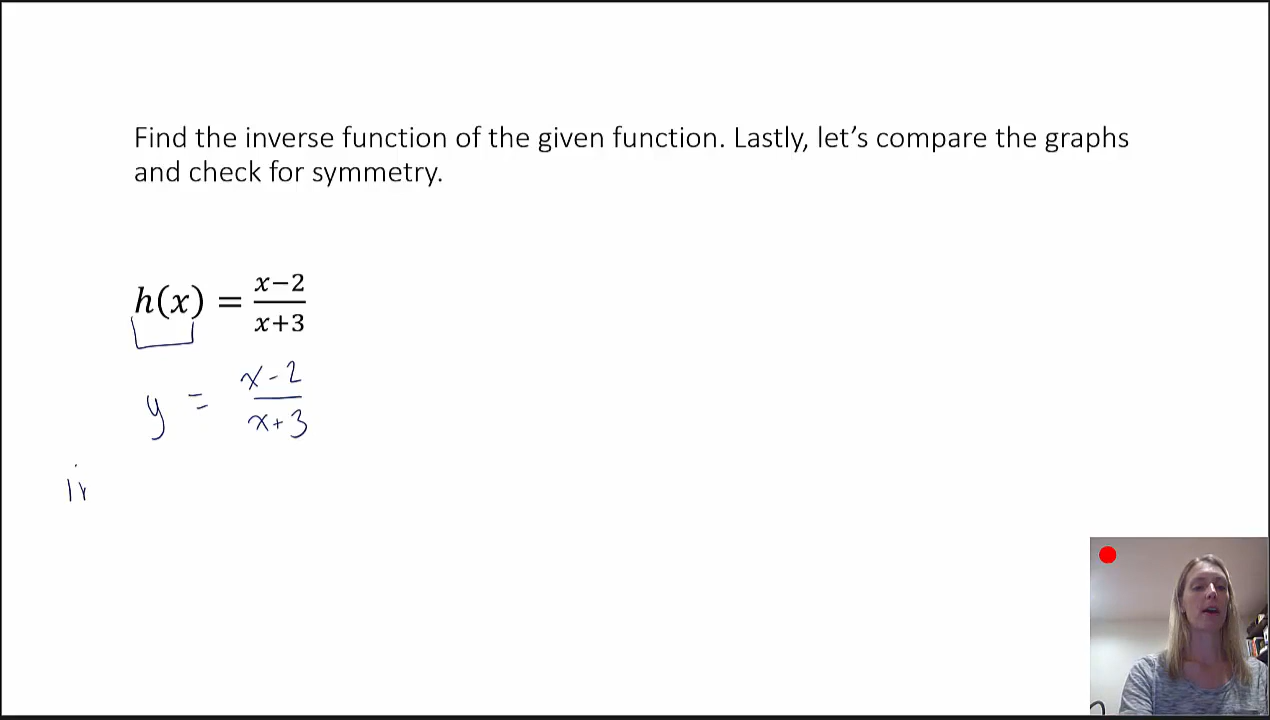 Find the inverse function of the given function. Lastly, let's compare the graphs
and check for symmetry.
h(x) = x−2
x+3
y = x-2
x+3